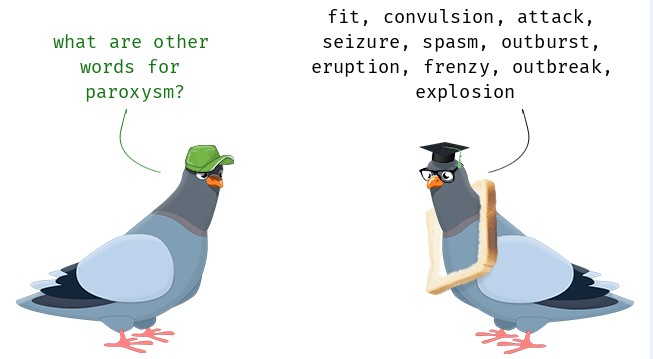 what are other
words for
paroxysm?
fit, convulsion, attack,
seizure, spasm, outburst,
eruption, frenzy, outbreak,
explosion